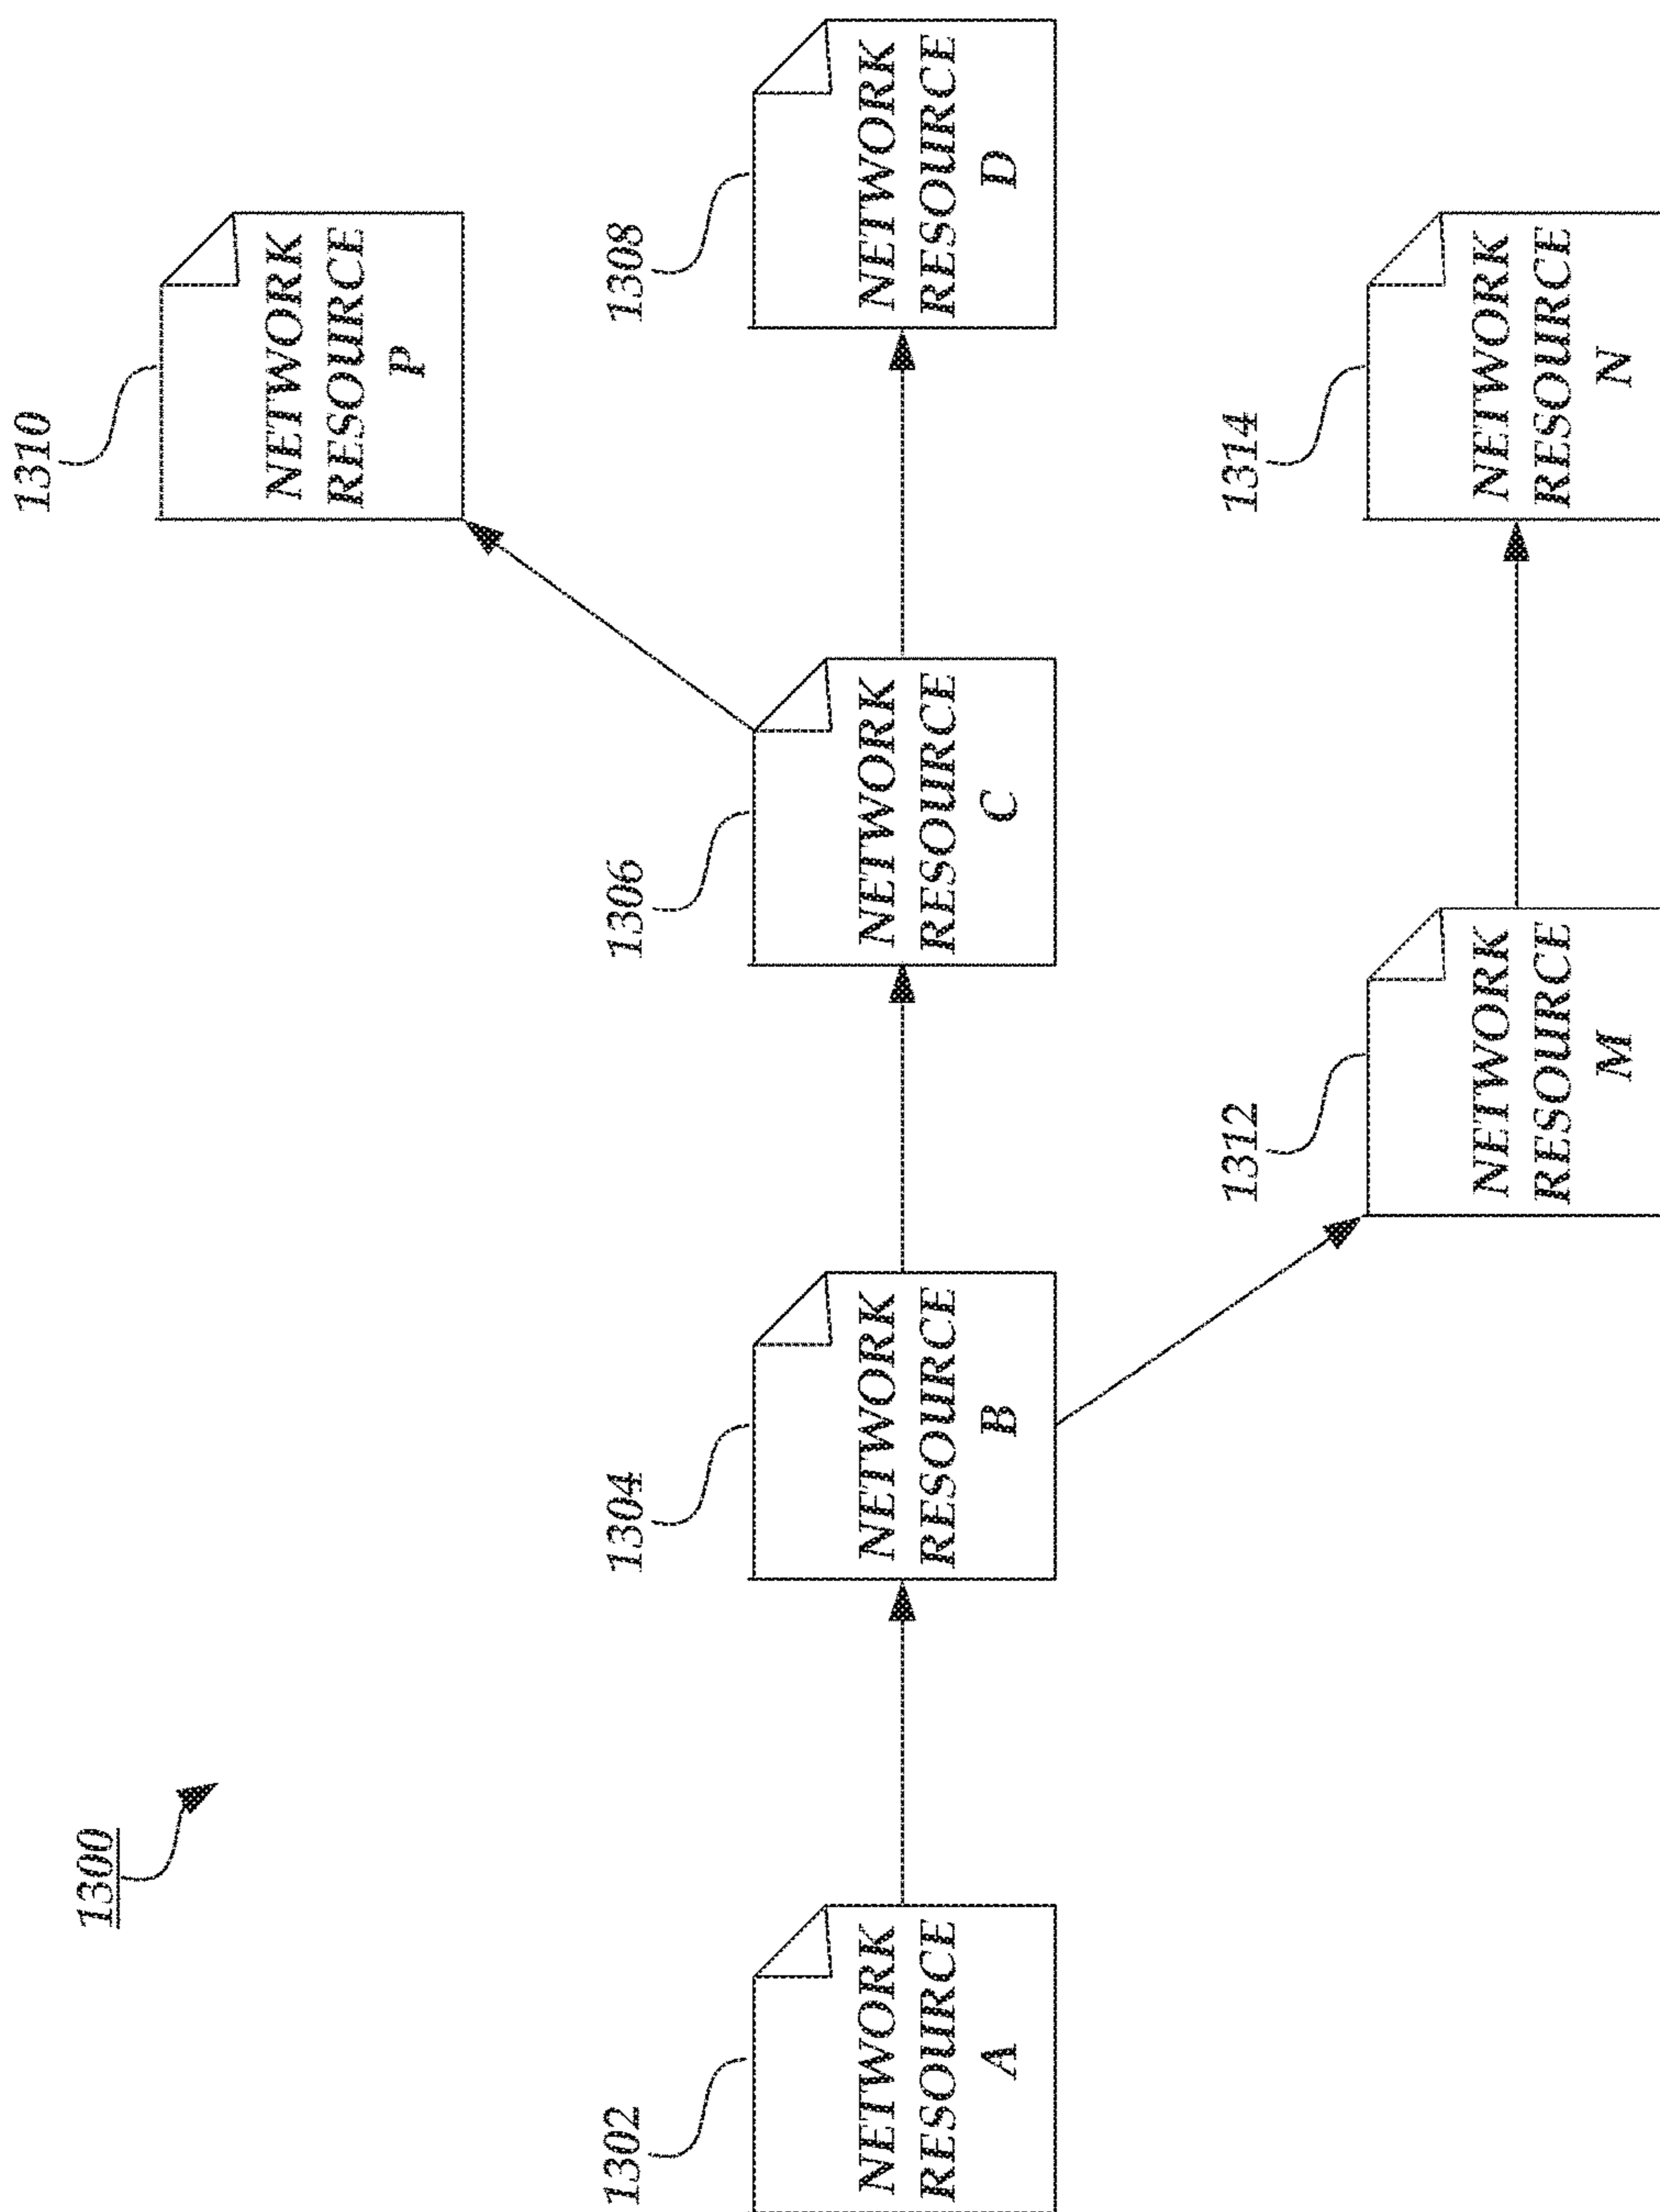 1300
1310
NETWORK
RESOURCE
P
1302
NETWORK
RESOURCE
A
1304
NETWORK
RESOURCE
B
1306
NETWORK
RESOURCE
C
1308
NETWORK
RESOURCE
D
1312
NETWORK
RESOURCE
M
1314
NETWORK
RESOURCE
N